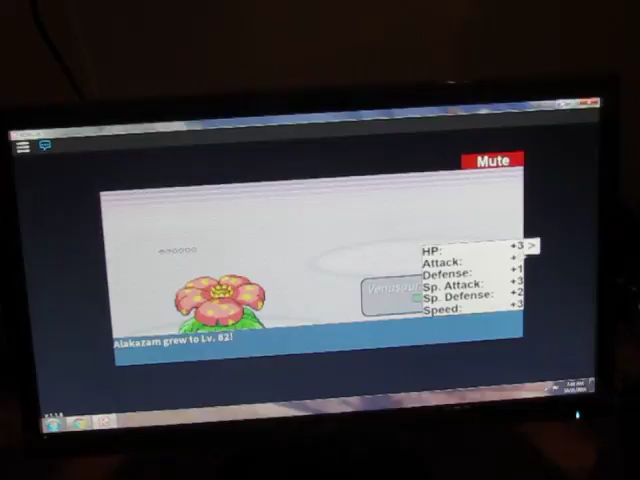 Mute
HP: +3 >
Attack:
Defense: +1
Sp. Attack: +3
Sp. Defense: +2
Speed: +3
Venusaur
Alakazam grew to Lv. 82!